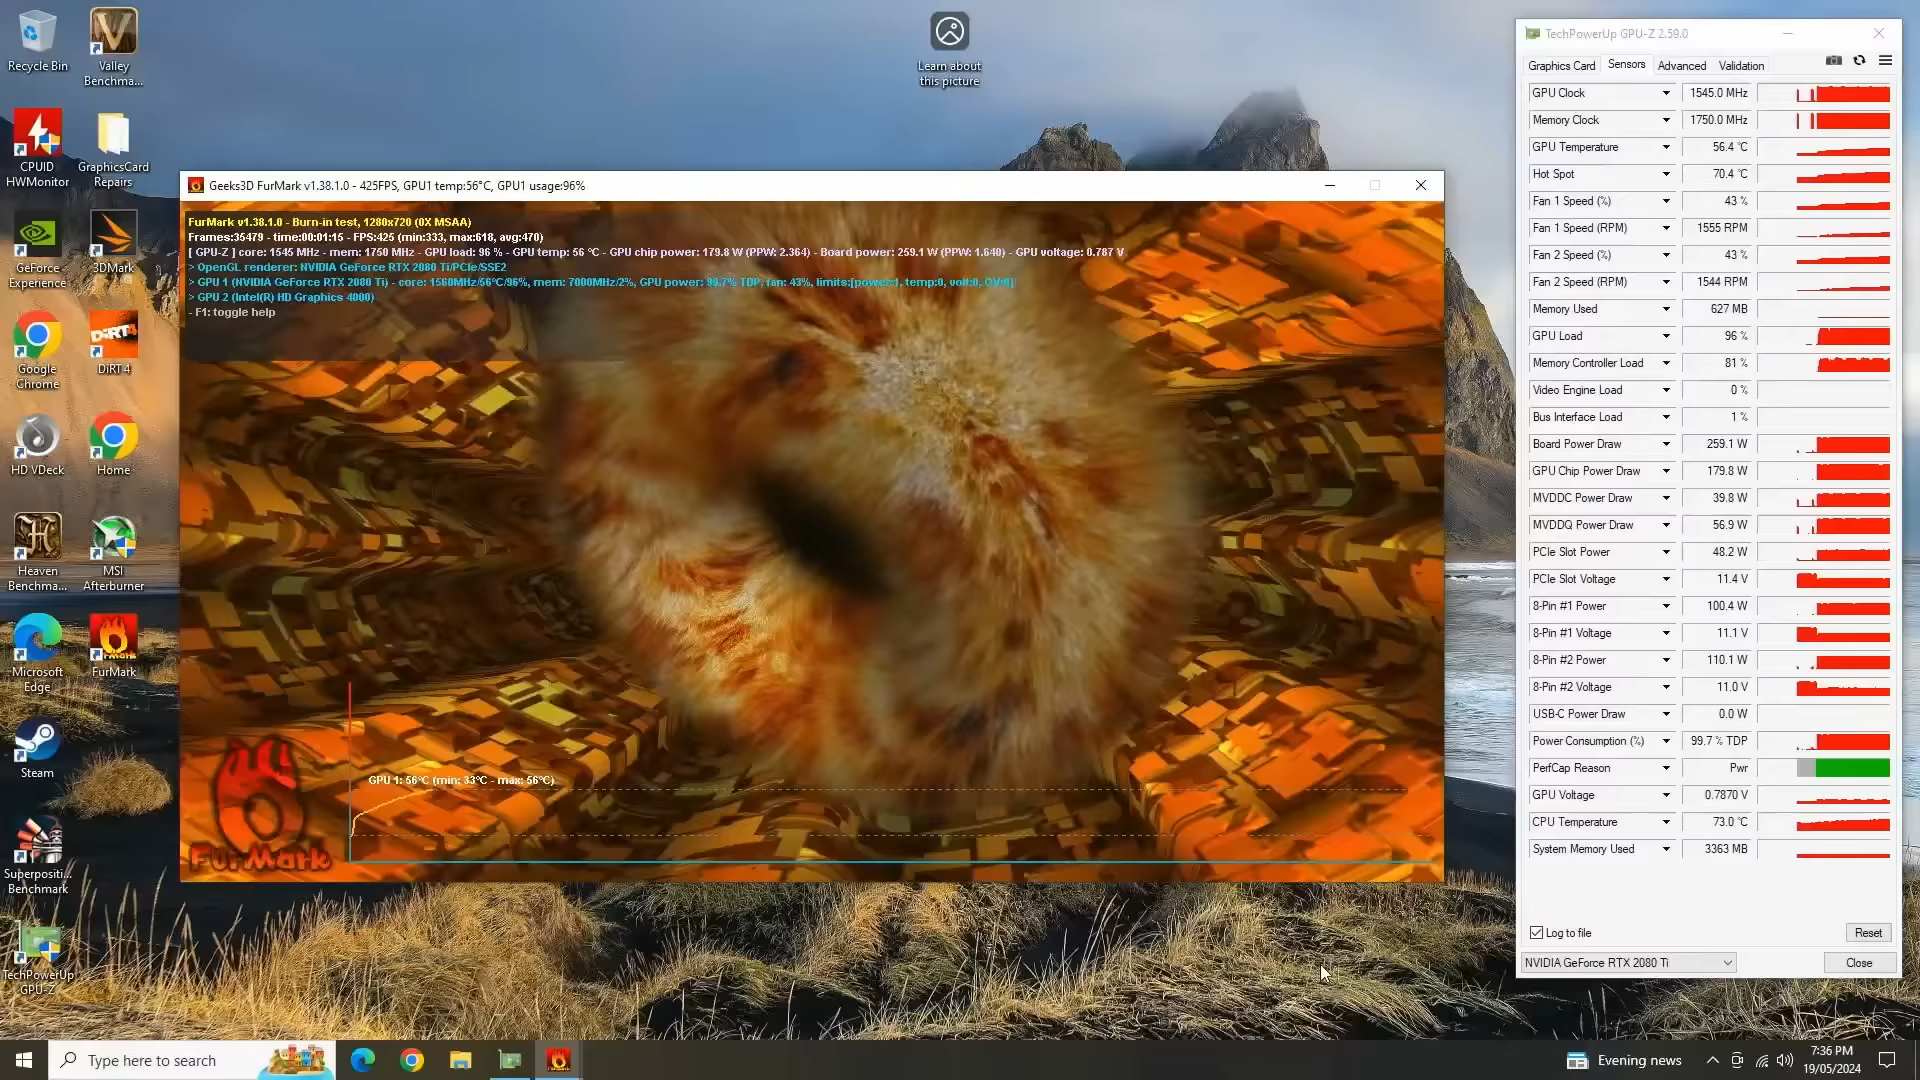 Recycle Bin
Valley
Benchma...
CPUID
HWMonitor
GraphicsCard
Repairs
GeForce
Experience
3DMark
Google
Chrome
DiRT 4
HD VDeck
Home
Heaven
Benchma...
MSI
Afterburner
Microsoft
Edge
FurMark
Steam
Superpositi...
Benchmark
TechPowerUp
GPU-Z
Learn about
this picture
Geeks3D FurMark v1.38.1.0 - 425FPS, GPU1 temp:56°C, GPU1 usage:96%
FurMark v1.38.1.0 - Burn-in test, 1280x720 (0X MSAA)
Frames:35479 - time:00:01:15 - FPS:425 (min:333, max:618, avg:470)
[ GPU-Z ] core: 1545 MHz - mem: 1750 MHz - GPU load: 96 % - GPU temp: 56 °C - GPU chip power: 179.8 W (PPW: 2.364) - Board power: 259.1 W (PPW: 1.640) - GPU voltage: 0.787 V
> OpenGL renderer: NVIDIA GeForce RTX 2080 Ti/PCIe/SSE2
> GPU 1 (NVIDIA GeForce RTX 2080 Ti) - core: 1560MHz/56°C/96%, mem: 7000MHz/2%, GPU power: 99.7% TDP, fan: 43%, limits:[power:1, temp:0, volt:0, OV:0]
> GPU 2 (Intel(R) HD Graphics 4000)
- F1: toggle help
GPU 1: 56°C (min: 33°C - max: 56°C)
FurMark
TechPowerUp GPU-Z 2.59.0
Graphics Card Sensors Advanced Validation
GPU Clock 1545.0 MHz
Memory Clock 1750.0 MHz
GPU Temperature 56.4 °C
Hot Spot 70.4 °C
Fan 1 Speed (%) 43 %
Fan 1 Speed (RPM) 1555 RPM
Fan 2 Speed (%) 43 %
Fan 2 Speed (RPM) 1544 RPM
Memory Used 627 MB
GPU Load 96 %
Memory Controller Load 81 %
Video Engine Load 0 %
Bus Interface Load 1 %
Board Power Draw 259.1 W
GPU Chip Power Draw 179.8 W
MVDDC Power Draw 39.8 W
MVDDQ Power Draw 56.9 W
PCIe Slot Power 48.2 W
PCIe Slot Voltage 11.4 V
8-Pin #1 Power 100.4 W
8-Pin #1 Voltage 11.1 V
8-Pin #2 Power 110.1 W
8-Pin #2 Voltage 11.0 V
USB-C Power Draw 0.0 W
Power Consumption (%) 99.7 % TDP
PerfCap Reason Pwr
GPU Voltage 0.7870 V
CPU Temperature 73.0 °C
System Memory Used 3363 MB
Log to file Reset
NVIDIA GeForce RTX 2080 Ti Close
Type here to search
Evening news
7:36 PM
19/05/2024